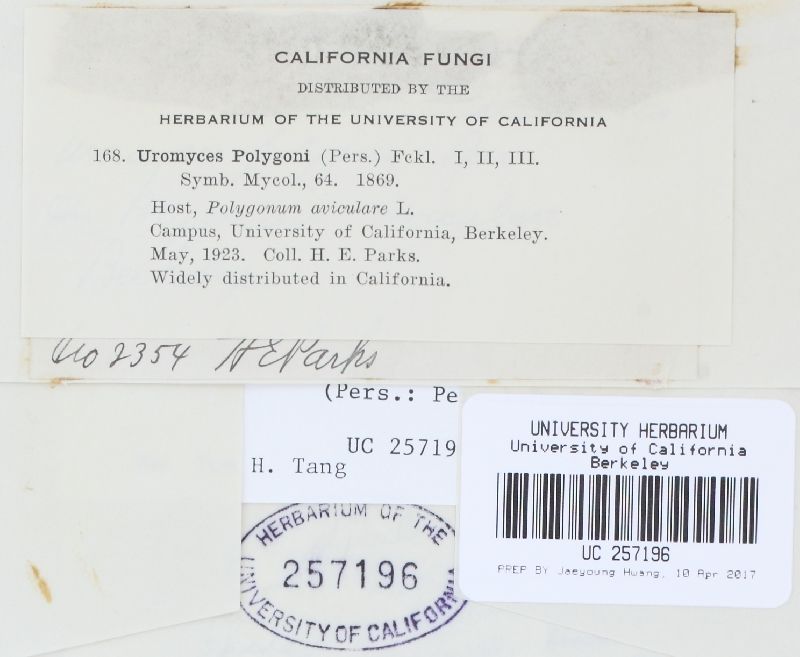 CALIFORNIA FUNGI
DISTRIBUTED BY THE
HERBARIUM OF THE UNIVERSITY OF CALIFORNIA
168. Uromyces Polygoni (Pers.) Fckl. I, II, III.
Symb. Mycol., 64. 1869.
Host, Polygonum aviculare L.
Campus, University of California, Berkeley.
May, 1923. Coll. H. E. Parks.
Widely distributed in California.
No 2354 H E Parks
(Pers.: Pe
UC 25719
H. Tang
HERBARIUM OF THE
257196
UNIVERSITY OF CALIFORNIA
UNIVERSITY HERBARIUM
University of California
Berkeley
UC 257196
PREP BY Jaeyoung Hwang, 10 Apr 2017